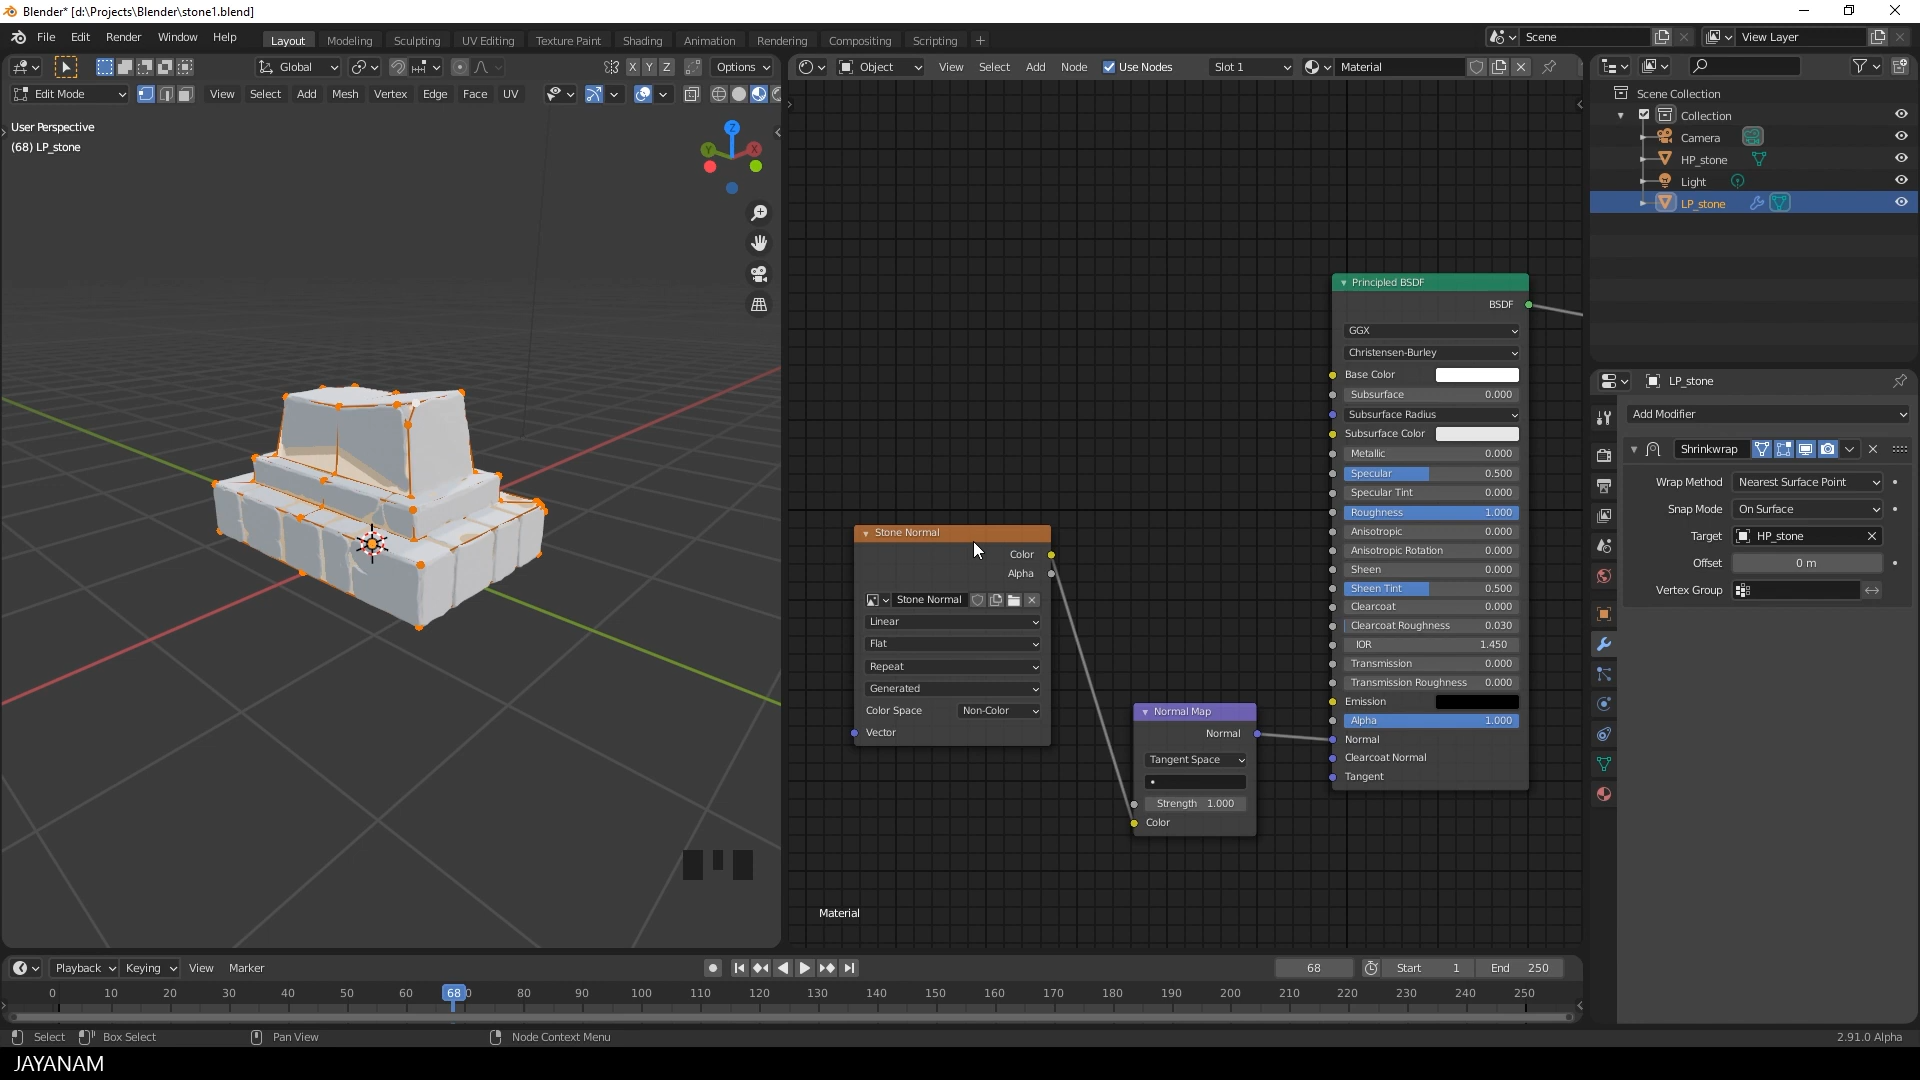 Blender* [d:\Projects\Blender\stone1.blend]
File Edit Render Window Help Layout Modeling Sculpting UV Editing Texture Paint Shading Animation Rendering Compositing Scripting + Scene View Layer
Global X Y Z Options Object View Select Add Node Use Nodes Slot 1 Material
Edit Mode View Select Add Mesh Vertex Edge Face UV
User Perspective
(68) LP_stone
Z
Y
X
Scene Collection
Collection
Camera
HP_stone
Light
LP_stone
Principled BSDF
BSDF
GGX
Christensen-Burley
Base Color
Subsurface 0.000
Subsurface Radius
Subsurface Color
Metallic 0.000
Specular 0.500
Specular Tint 0.000
Roughness 1.000
Anisotropic 0.000
Anisotropic Rotation 0.000
Sheen 0.000
Sheen Tint 0.500
Clearcoat 0.000
Clearcoat Roughness 0.030
IOR 1.450
Transmission 0.000
Transmission Roughness 0.000
Emission
Alpha 1.000
Normal
Clearcoat Normal
Tangent
Stone Normal
Color
Alpha
Stone Normal
Linear
Flat
Repeat
Generated
Color Space Non-Color
Vector
Normal Map
Normal
Tangent Space
Strength 1.000
Color
Material
LP_stone
Add Modifier
Shrinkwrap
Wrap Method Nearest Surface Point
Snap Mode On Surface
Target HP_stone
Offset 0 m
Vertex Group
Playback Keying View Marker 68 Start 1 End 250
0 10 20 30 40 50 60 68 80 90 100 110 120 130 140 150 160 170 180 190 200 210 220 230 240 250
Select Box Select Pan View Node Context Menu 2.91.0 Alpha
JAYANAM